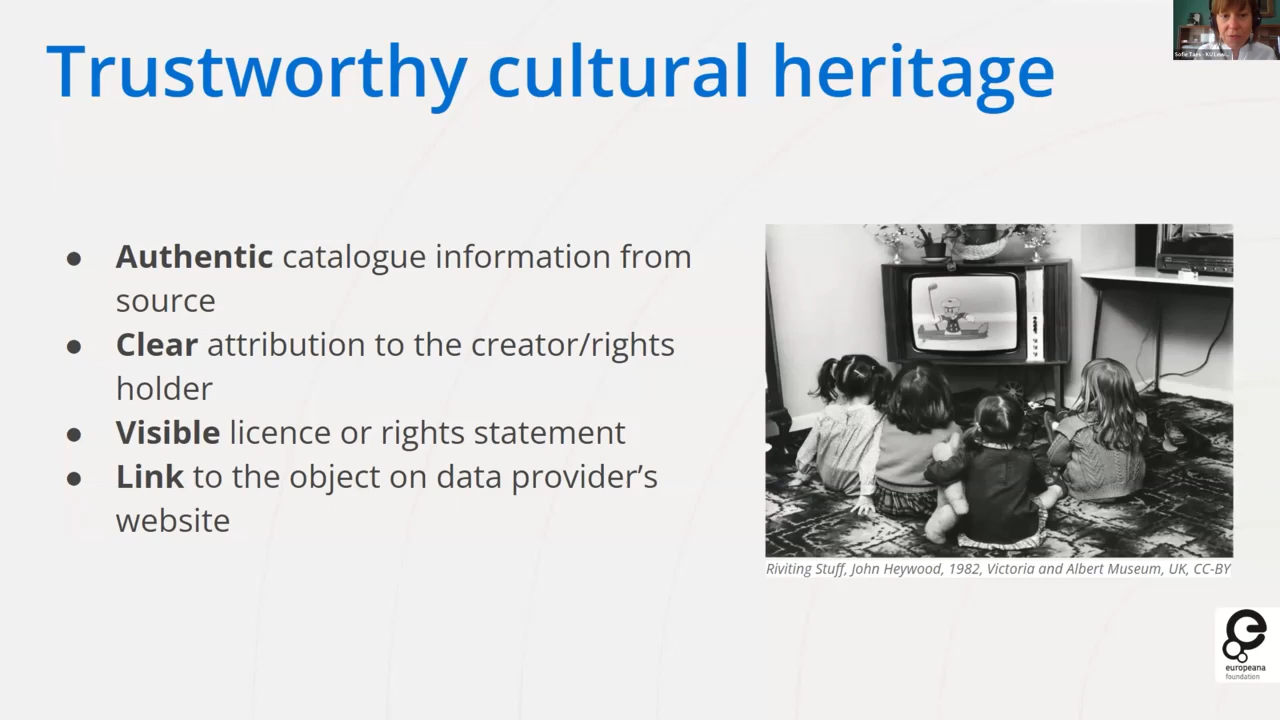 Trustworthy cultural heritage
● Authentic catalogue information from
source
● Clear attribution to the creator/rights
holder
● Visible licence or rights statement
● Link to the object on data provider's
website
Riviting Stuff, John Heywood, 1982, Victoria and Albert Museum, UK, CC-BY
europeana
foundation